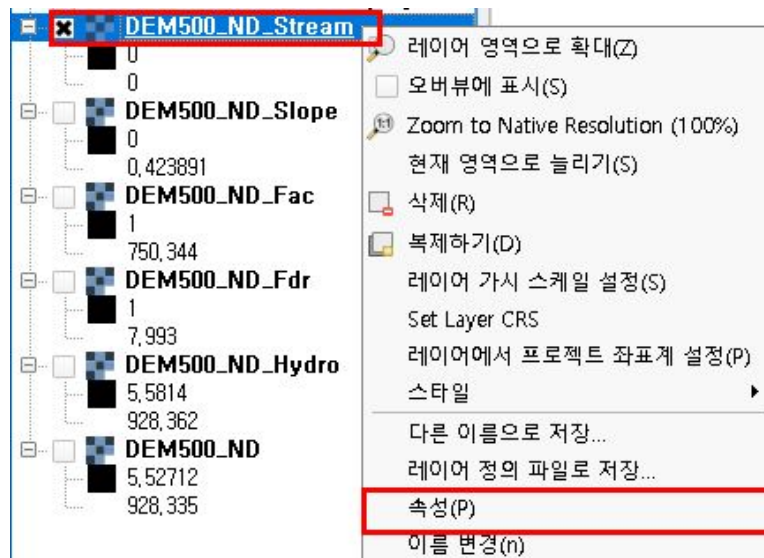 DEM500_ND_Stream
0
0
DEM500_ND_Slope
0
0,423891
DEM500_ND_Fac
1
750,344
DEM500_ND_Fdr
1
7,993
DEM500_ND_Hydro
5,5814
928,362
DEM500_ND
5,52712
928,335
레이어 영역으로 확대(Z)
오버뷰에 표시(S)
Zoom to Native Resolution (100%)
현재 영역으로 늘리기(S)
삭제(R)
복제하기(D)
레이어 가시 스케일 설정(S)
Set Layer CRS
레이어에서 프로젝트 좌표계 설정(P)
스타일
다른 이름으로 저장...
레이어 정의 파일로 저장...
속성(P)
이름 변경(n)